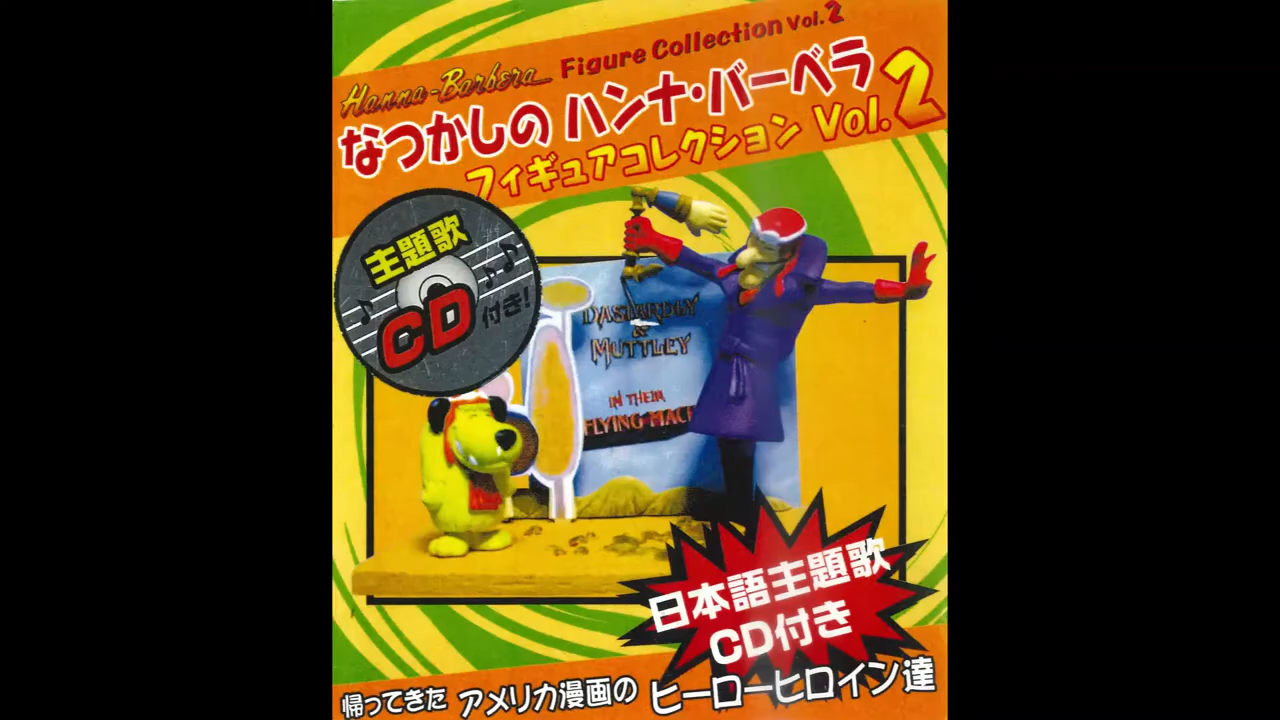 Figure Collection Vol.2
Hanna-Barbera
なつかしの ハンナ・バーベラ
フィギュアコレクション Vol.2
主題歌
CD
付き!
DASTARDLY
&
MUTTLEY
IN THEIR
FLYING MACH
日本語主題歌
CD付き
帰ってきた アメリカ漫画の ヒーローヒロイン達